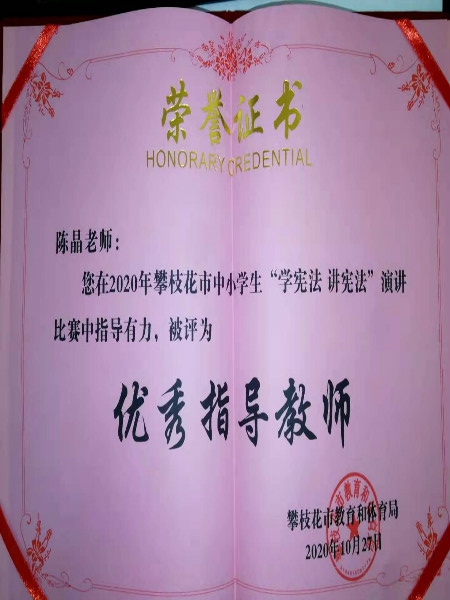 荣誉证书
HONORARY CREDENTIAL
陈晶老师：
您在2020年攀枝花市中小学生“学宪法 讲宪法”演讲
比赛中指导有力，被评为
优秀指导教师
攀枝花市教育和体育局
2020年10月27日